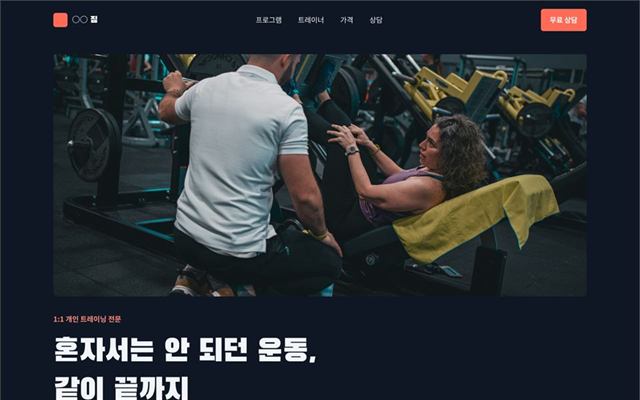 ○○짐
프로그램
트레이너
가격
상담
무료 상담
1:1 개인 트레이닝 전문
혼자서는 안 되던 운동,
같이 끝까지